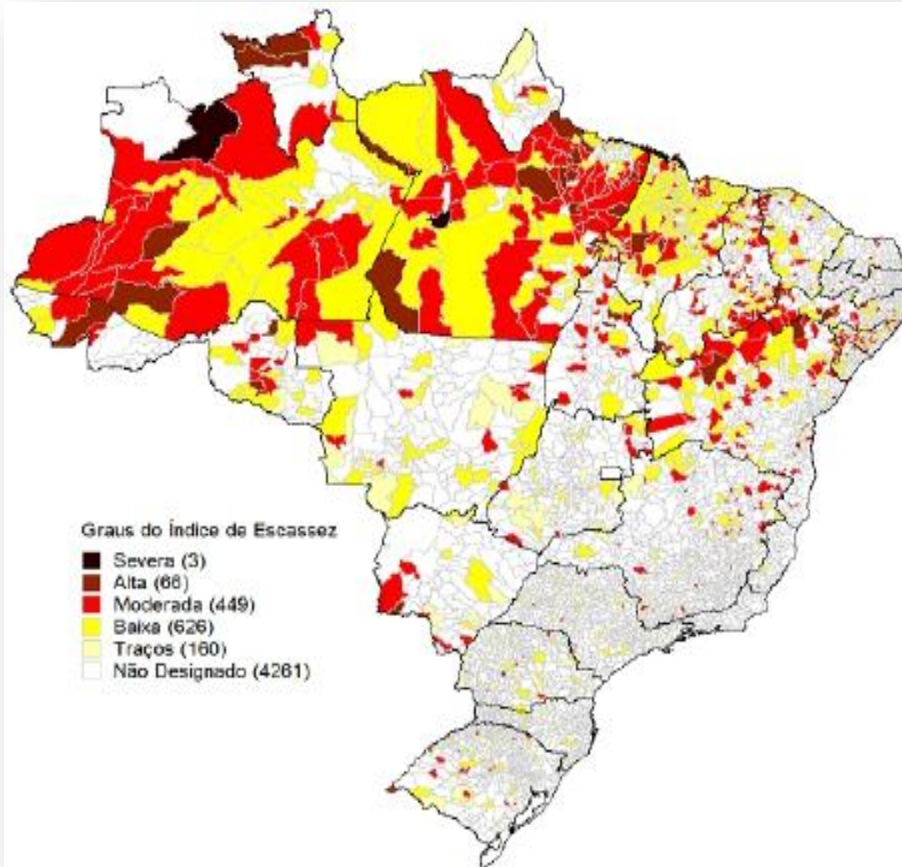 Graus do Índice de Escassez
Severa (3)
Alta (66)
Moderada (449)
Baixa (626)
Traços (160)
Não Designado (4261)